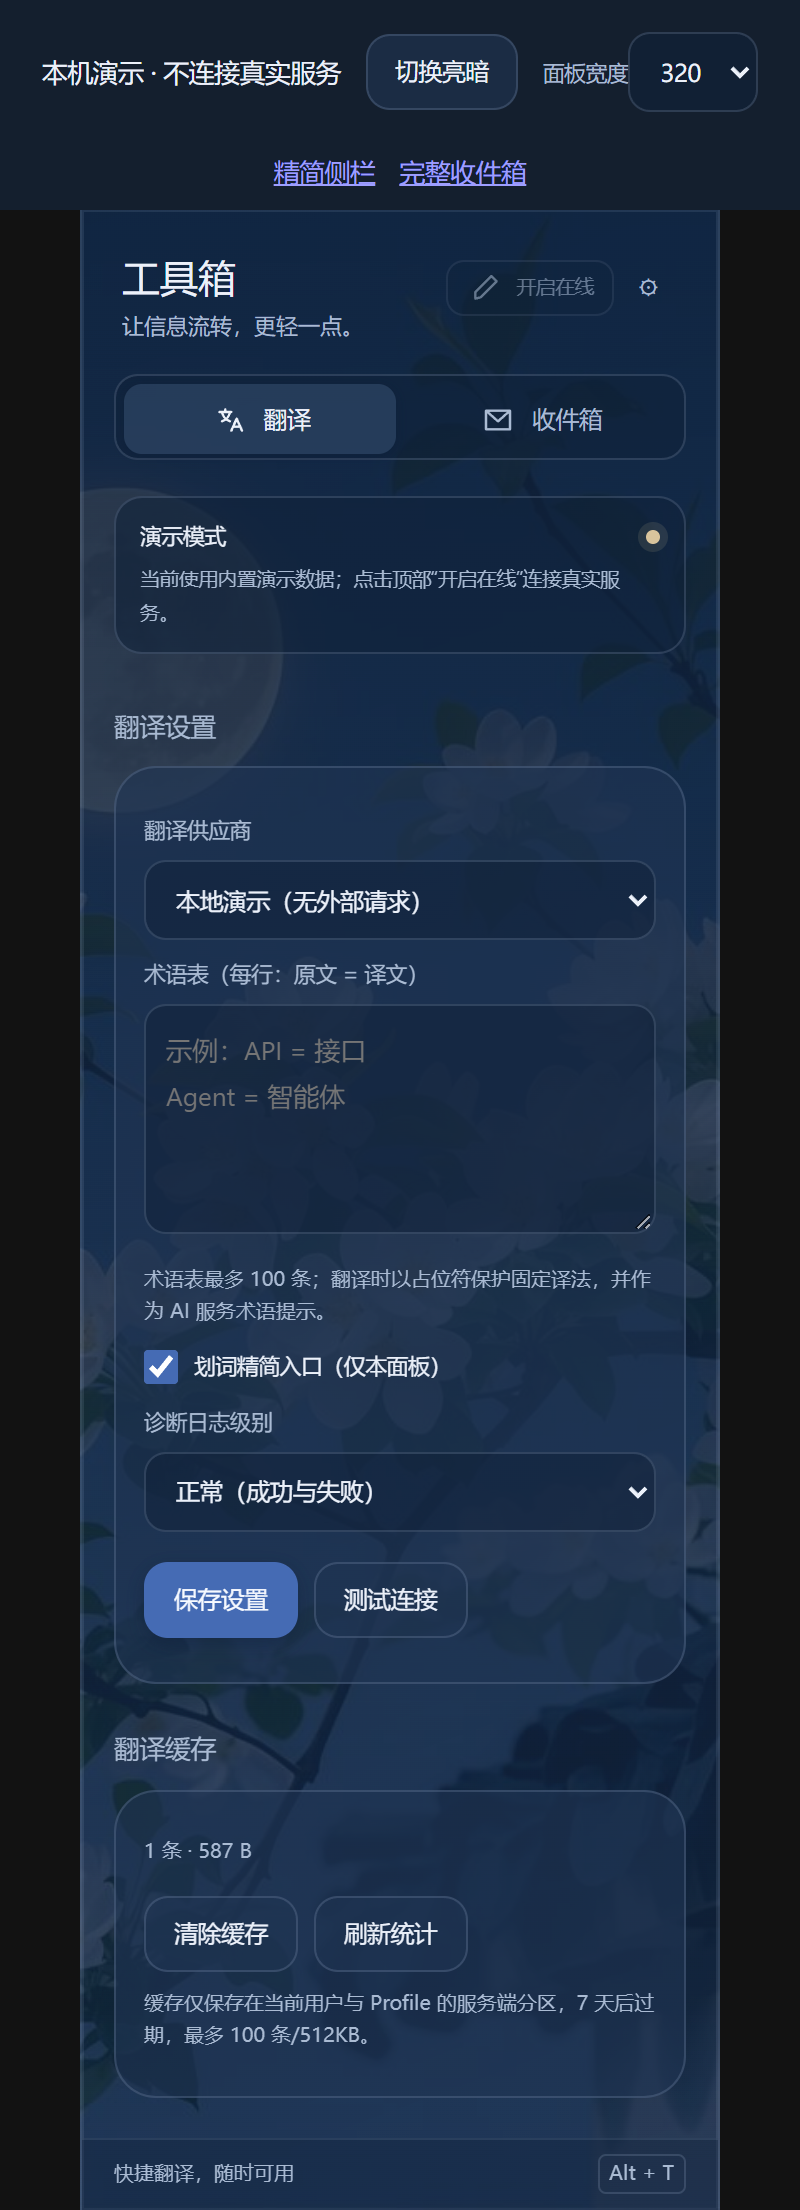 本机演示 · 不连接真实服务
切换亮暗
面板宽度
320
精简侧栏
完整收件箱
工具箱
让信息流转，更轻一点。
开启在线
翻译
收件箱
演示模式
当前使用内置演示数据；点击顶部“开启在线”连接真实服
务。
翻译设置
翻译供应商
本地演示（无外部请求）
术语表（每行：原文 = 译文）
示例：API = 接口
Agent = 智能体
术语表最多 100 条；翻译时以占位符保护固定译法，并作
为 AI 服务术语提示。
划词精简入口（仅本面板）
诊断日志级别
正常（成功与失败）
保存设置
测试连接
翻译缓存
1 条 · 587 B
清除缓存
刷新统计
缓存仅保存在当前用户与 Profile 的服务端分区，7 天后过
期，最多 100 条/512KB。
快捷翻译，随时可用
Alt + T